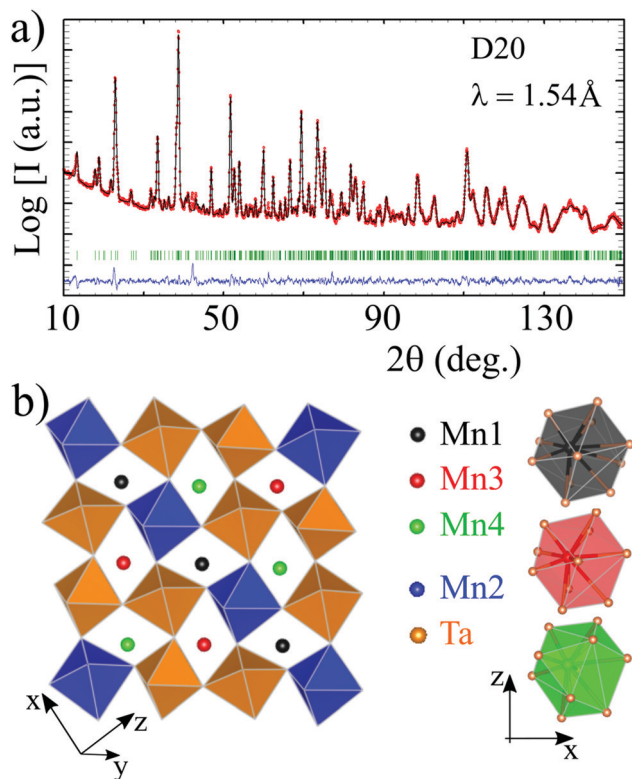 a)
D20
λ = 1.54Å
Log [I (a.u.)]
10 50 90 130
2θ (deg.)
b)
Mn1
Mn3
Mn4
Mn2
Ta
x
z
y
z
x